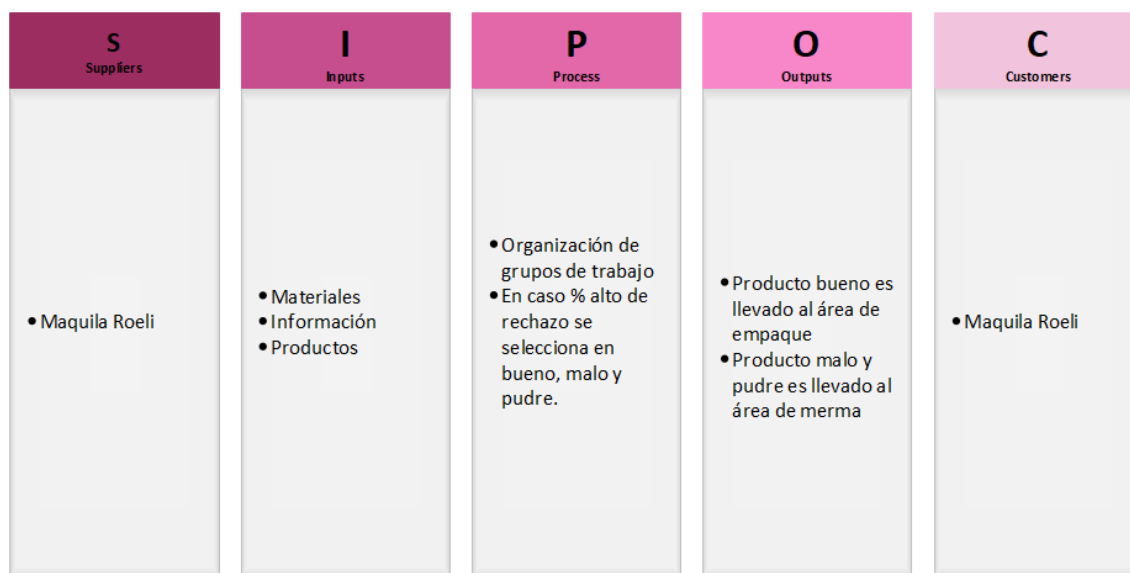 S
Suppliers
• Maquila Roeli
I
Inputs
• Materiales
• Información
• Productos
P
Process
• Organización de
grupos de trabajo
• En caso % alto de
rechazo se
selecciona en
bueno, malo y
pudre.
O
Outputs
• Producto bueno es
llevado al área de
empaque
• Producto malo y
pudre es llevado al
área de merma
C
Customers
• Maquila Roeli